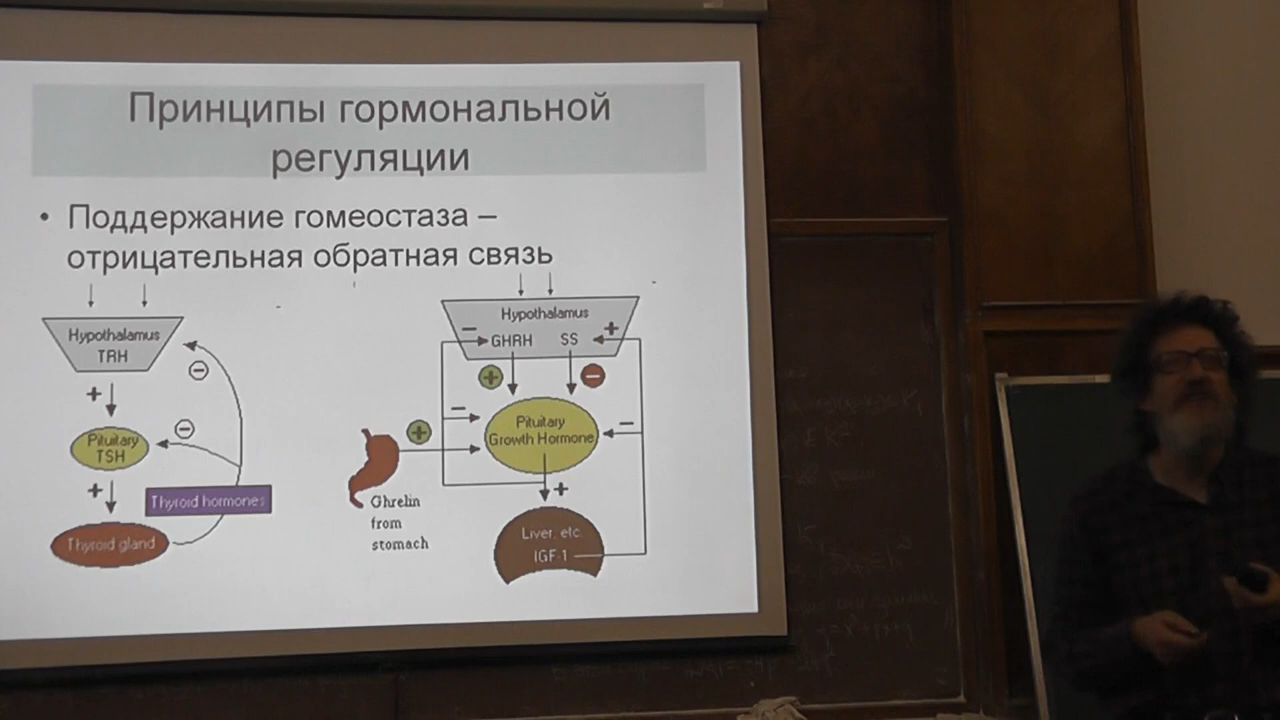 Принципы гормональной
регуляции
• Поддержание гомеостаза –
отрицательная обратная связь
Hypothalamus
TRH
+
−
−
Pituitary
TSH
+
Thyroid hormones
Thyroid gland
Hypothalamus
− GHRH SS +
+ −
− Pituitary −
Growth Hormone
+
+
Ghrelin
from
stomach
Liver, etc.
IGF-1